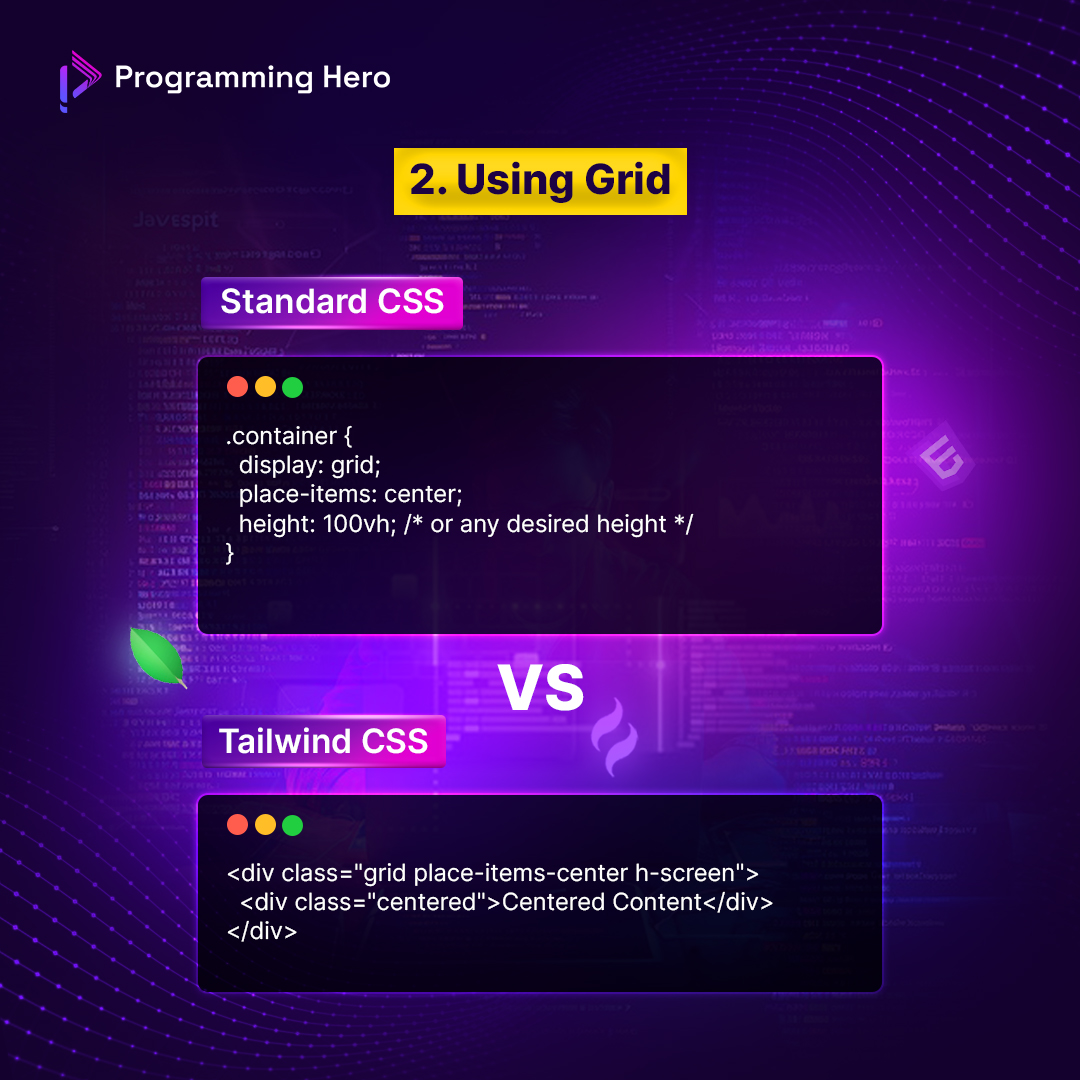 Programming Hero
2. Using Grid
Standard CSS
.container {
  display: grid;
  place-items: center;
  height: 100vh; /* or any desired height */
}
VS
Tailwind CSS
<div class="grid place-items-center h-screen">
  <div class="centered">Centered Content</div>
</div>